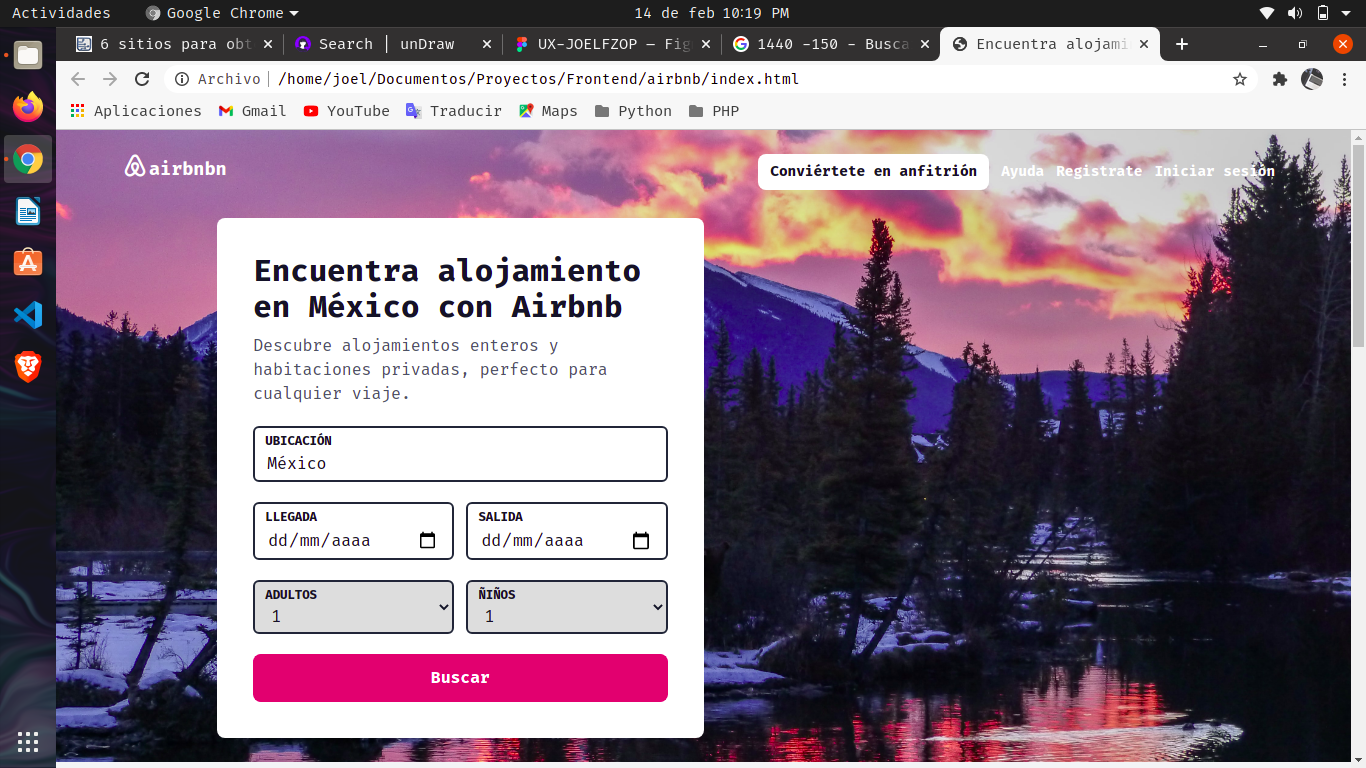 Actividades Google Chrome 14 de feb 10:19 PM
6 sitios para obt Search | unDraw UX-JOELFZOP – Fig 1440 -150 - Busca Encuentra alojami
Archivo /home/joel/Documentos/Proyectos/Frontend/airbnb/index.html
Aplicaciones Gmail YouTube Traducir Maps Python PHP
airbnbn Conviértete en anfitrión Ayuda Registrate Iniciar sesión
Encuentra alojamiento
en México con Airbnb
Descubre alojamientos enteros y
habitaciones privadas, perfecto para
cualquier viaje.
UBICACIÓN
México
LLEGADA SALIDA
dd/mm/aaaa dd/mm/aaaa
ADULTOS ÑIÑOS
1 1
Buscar